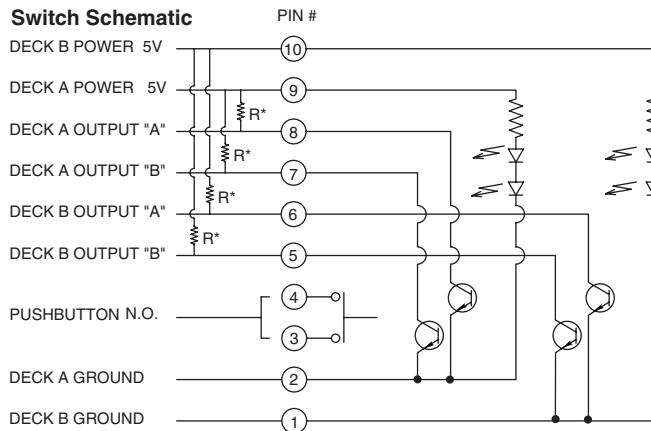 Switch Schematic
PIN #
DECK B POWER 5V 10
DECK A POWER 5V 9
R*
DECK A OUTPUT "A" 8
R*
DECK A OUTPUT "B" 7
R*
DECK B OUTPUT "A" 6
R*
DECK B OUTPUT "B" 5
4
PUSHBUTTON N.O.
3
DECK A GROUND 2
DECK B GROUND 1